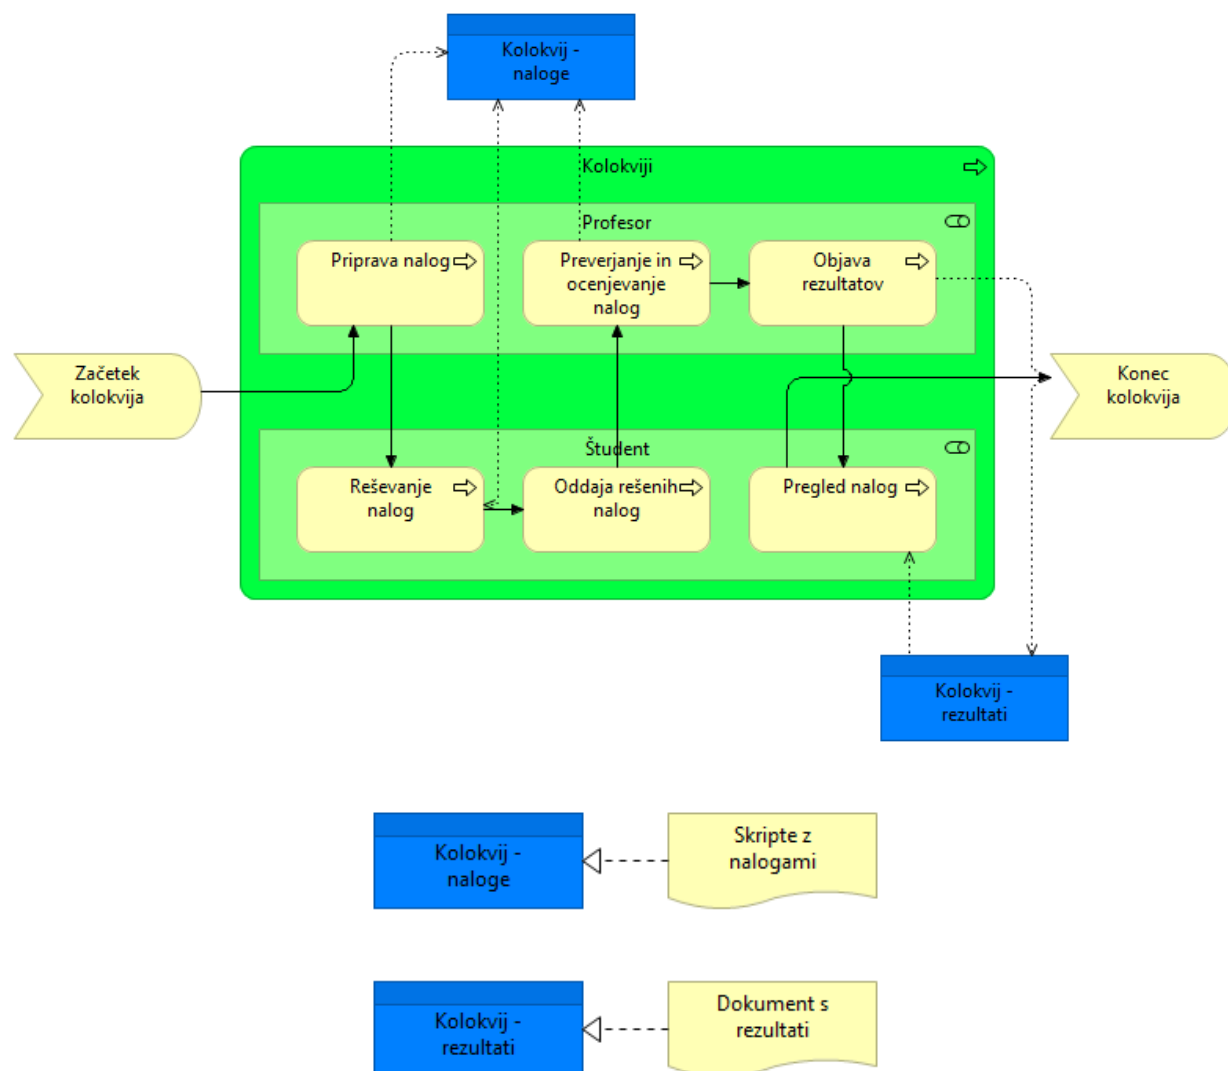 Kolokvij -
naloge
Kolokviji
Profesor
Priprava nalog
Preverjanje in
ocenjevanje
nalog
Objava
rezultatov
Začetek
kolokvija
Konec
kolokvija
Študent
Reševanje
nalog
Oddaja rešenih
nalog
Pregled nalog
Kolokvij -
rezultati
Kolokvij -
naloge
Skripte z
nalogami
Kolokvij -
rezultati
Dokument s
rezultati